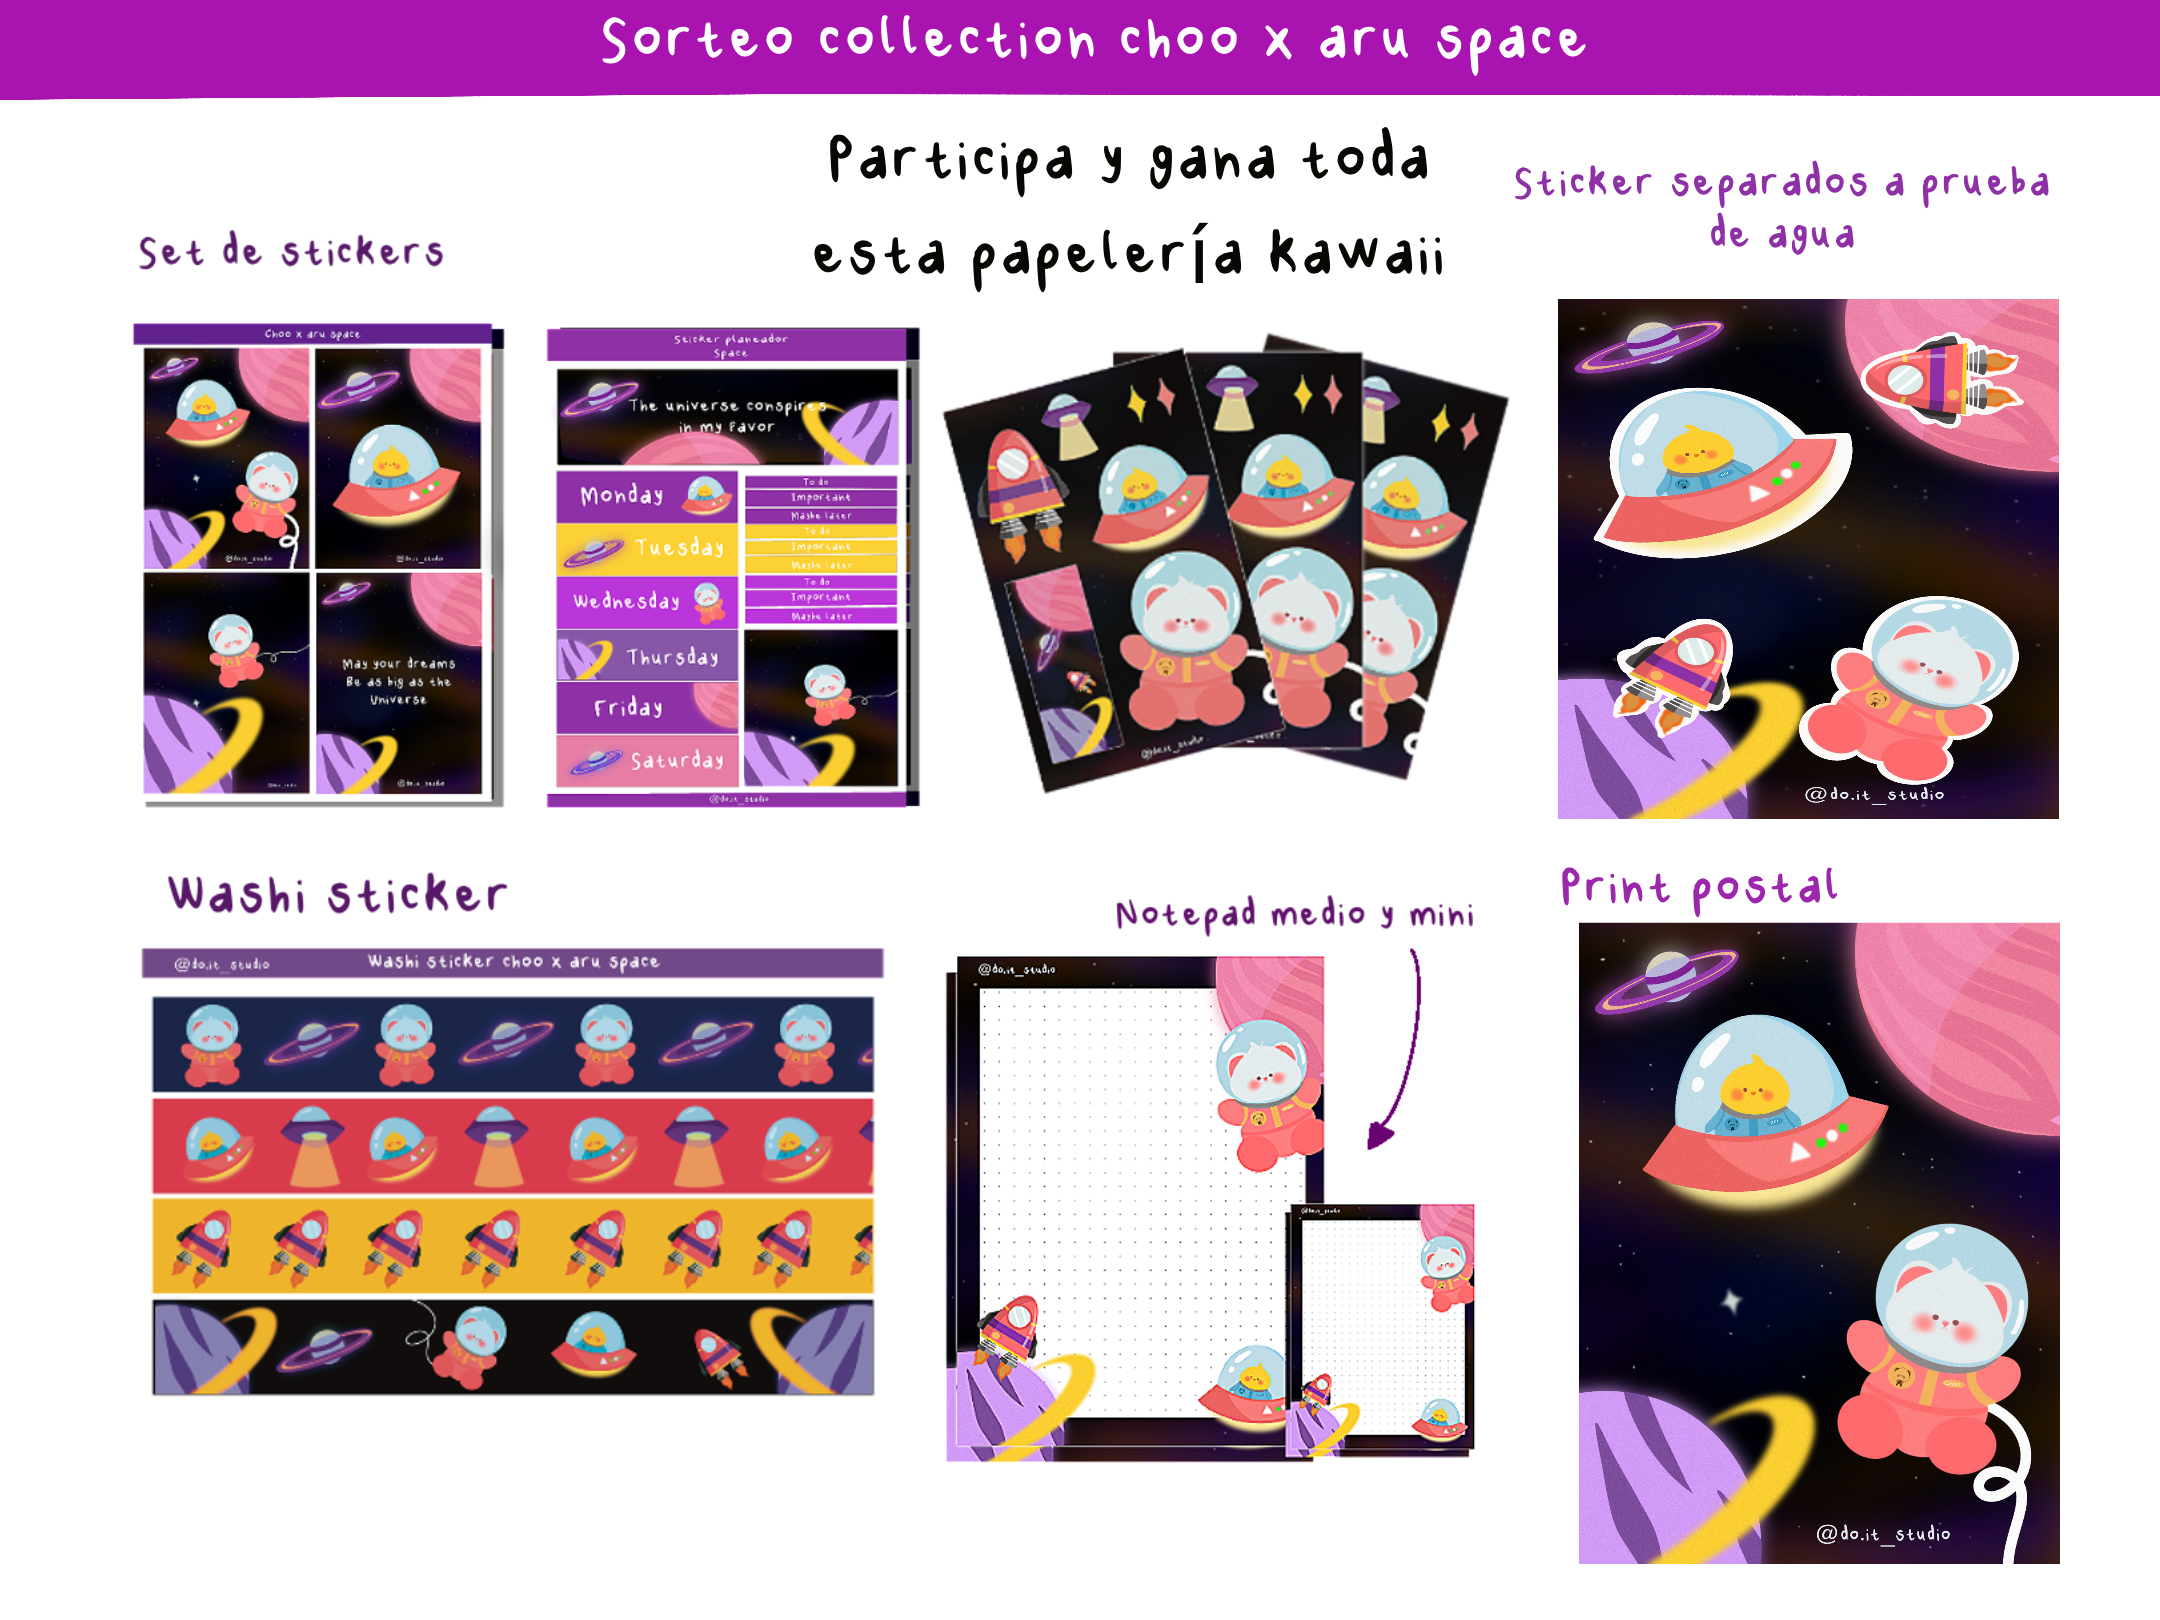 Sorteo collection choo x aru space
Participa y gana toda
esta papelería kawaii
Set de stickers
Choo x aru space
@do.it_studio
@do.it_studio
May your dreams
Be as big as the
Universe
@do.it_studio
Sticker planeador
Space
The universe conspires
in my Favor
Monday
Tuesday
Wednesday
Thursday
Friday
Saturday
To do
Important
Maybe later
To do
Important
Maybe later
To do
Important
Maybe later
@do.it_studio
@do.it_studio
Sticker separados a prueba
de agua
@do.it_studio
Washi sticker
@do.it_studio
Washi sticker choo x aru space
Notepad medio y mini
@do.it_studio
@do.it_studio
Print postal
@do.it_studio